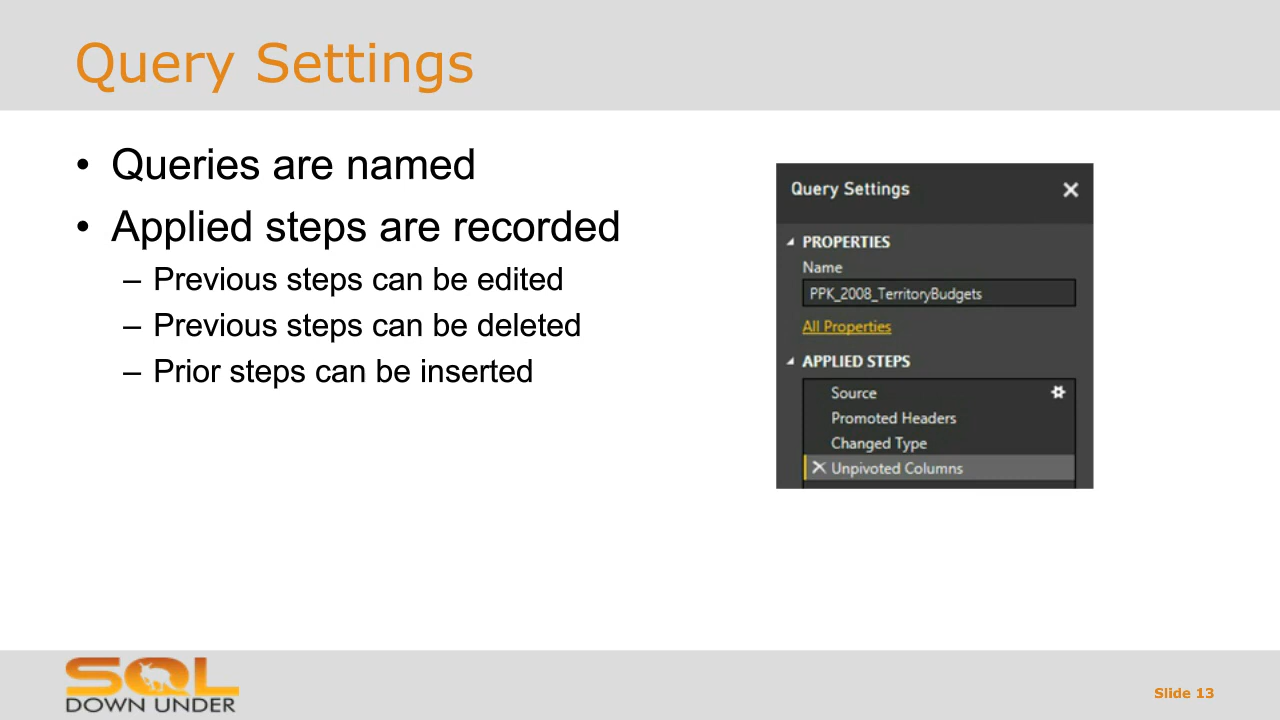 Query Settings
• Queries are named
• Applied steps are recorded
– Previous steps can be edited
– Previous steps can be deleted
– Prior steps can be inserted
Query Settings
PROPERTIES
Name
PPK_2008_TerritoryBudgets
All Properties
APPLIED STEPS
Source
Promoted Headers
Changed Type
Unpivoted Columns
SQL
DOWN UNDER
Slide 13